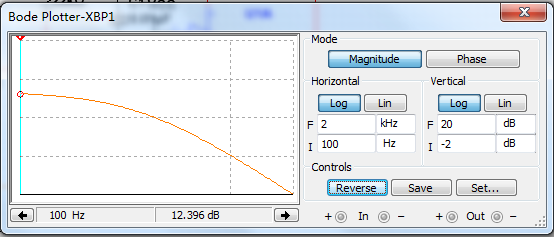 Bode Plotter-XBP1
Mode
Magnitude Phase
Horizontal Vertical
Log Lin Log Lin
F 2 kHz F 20 dB
I 100 Hz I -2 dB
Controls
Reverse Save Set...
100 Hz 12.396 dB
+ In - + Out -